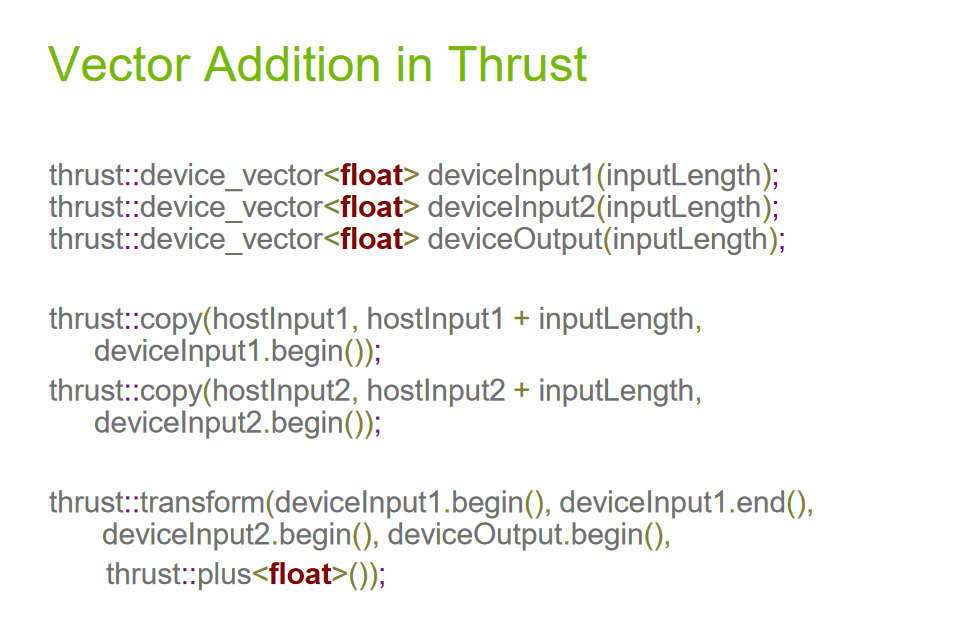 Vector Addition in Thrust
thrust::device_vector<float> deviceInput1(inputLength);
thrust::device_vector<float> deviceInput2(inputLength);
thrust::device_vector<float> deviceOutput(inputLength);
thrust::copy(hostInput1, hostInput1 + inputLength,
deviceInput1.begin());
thrust::copy(hostInput2, hostInput2 + inputLength,
deviceInput2.begin());
thrust::transform(deviceInput1.begin(), deviceInput1.end(),
deviceInput2.begin(), deviceOutput.begin(),
thrust::plus<float>());